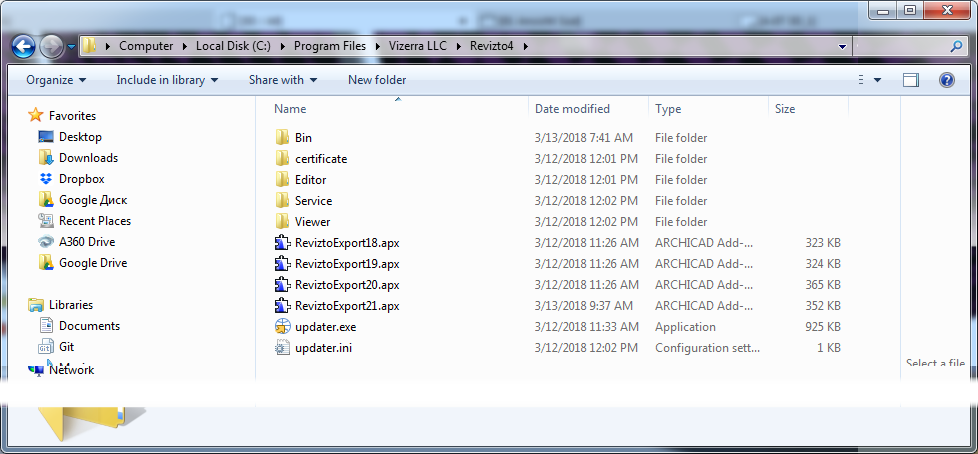 Computer ▸ Local Disk (C:) ▸ Program Files ▸ Vizerra LLC ▸ Revizto4 ▸
Organize Include in library Share with New folder
Name Date modified Type Size
Favorites
Desktop
Downloads
Dropbox
Google Диск
Recent Places
A360 Drive
Google Drive
Libraries
Documents
Git
Network
Bin 3/13/2018 7:41 AM File folder
certificate 3/12/2018 12:01 PM File folder
Editor 3/12/2018 12:01 PM File folder
Service 3/12/2018 12:02 PM File folder
Viewer 3/12/2018 12:02 PM File folder
ReviztoExport18.apx 3/12/2018 11:26 AM ARCHICAD Add-... 323 KB
ReviztoExport19.apx 3/12/2018 11:26 AM ARCHICAD Add-... 324 KB
ReviztoExport20.apx 3/12/2018 11:26 AM ARCHICAD Add-... 365 KB
ReviztoExport21.apx 3/13/2018 9:37 AM ARCHICAD Add-... 352 KB
updater.exe 3/12/2018 11:33 AM Application 925 KB
updater.ini 3/12/2018 12:02 PM Configuration sett... 1 KB
Select a file